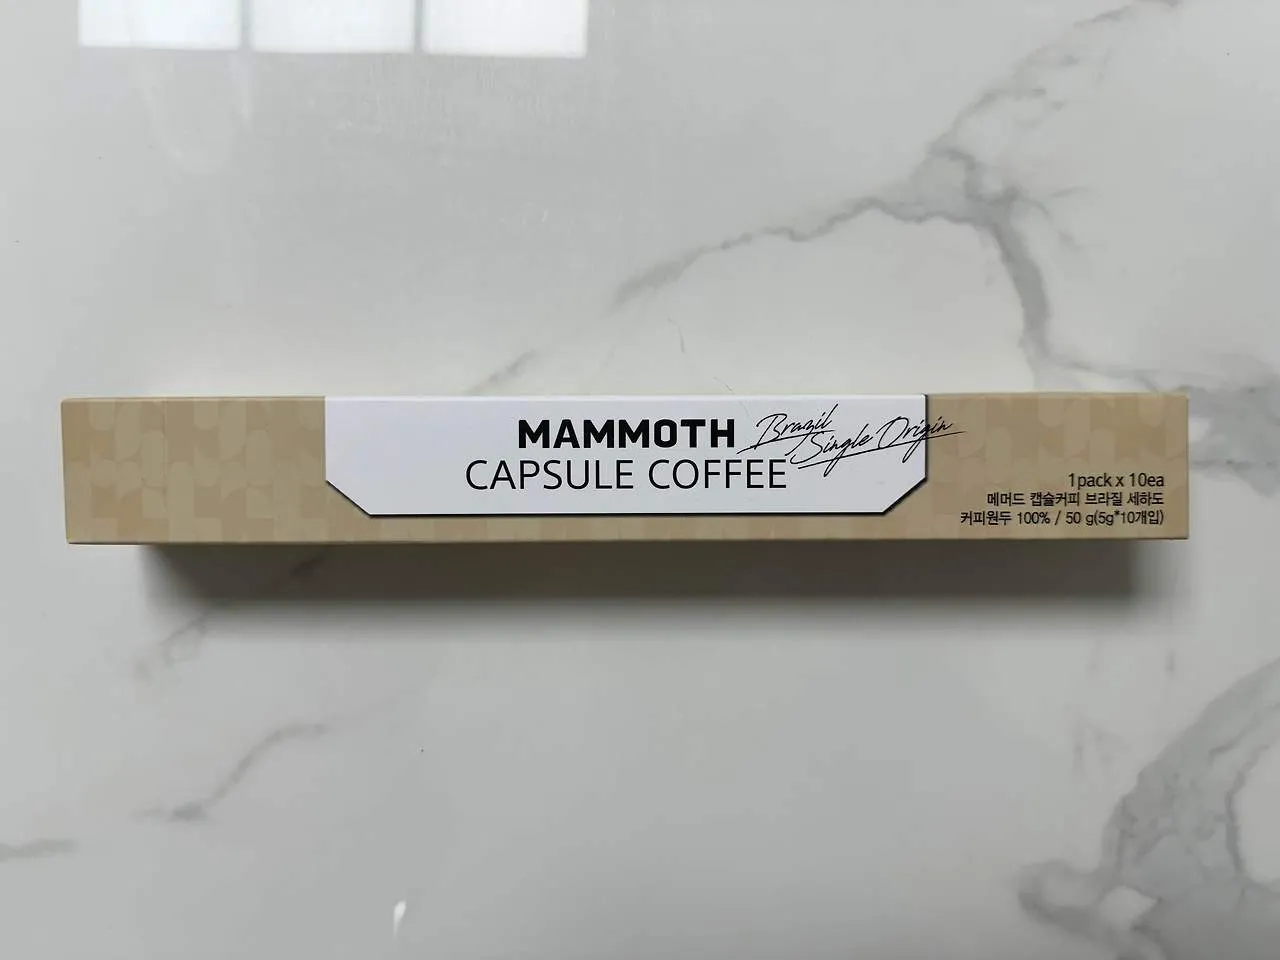 MAMMOTH
CAPSULE COFFEE
Brazil
Single Origin
1pack x 10ea
메머드 캡슐커피 브라질 세하도
커피원두 100% / 50 g(5g*10개입)